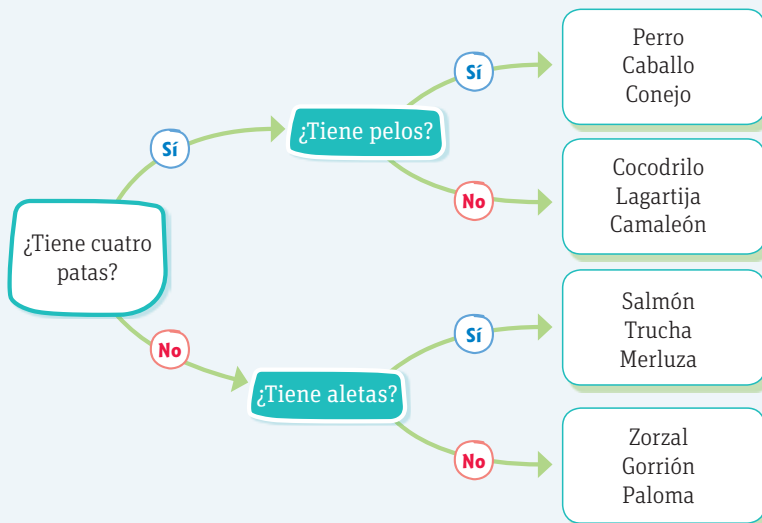 ¿Tiene cuatro
patas?
Sí
¿Tiene pelos?
Sí
Perro
Caballo
Conejo
No
Cocodrilo
Lagartija
Camaleón
No
¿Tiene aletas?
Sí
Salmón
Trucha
Merluza
No
Zorzal
Gorrión
Paloma